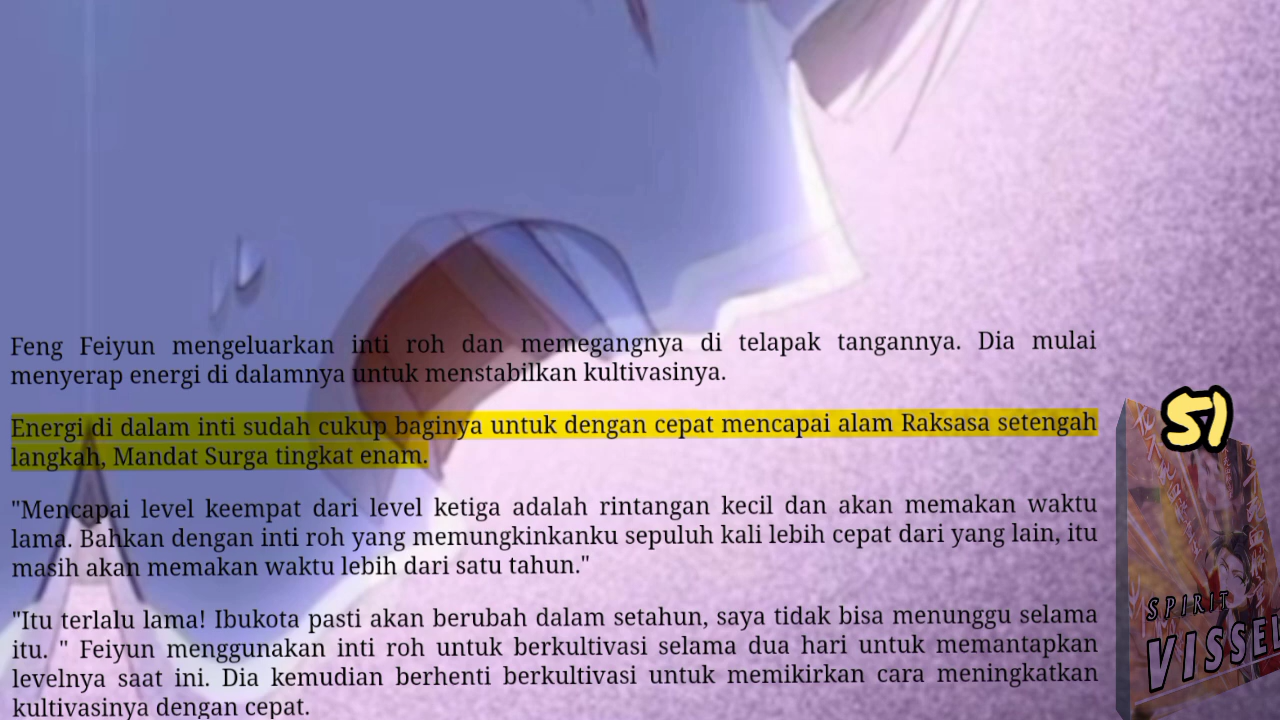 Feng Feiyun mengeluarkan inti roh dan memegangnya di telapak tangannya. Dia mulai
menyerap energi di dalamnya untuk menstabilkan kultivasinya.
Energi di dalam inti sudah cukup baginya untuk dengan cepat mencapai alam Raksasa setengah
langkah, Mandat Surga tingkat enam.
"Mencapai level keempat dari level ketiga adalah rintangan kecil dan akan memakan waktu
lama. Bahkan dengan inti roh yang memungkinkanku sepuluh kali lebih cepat dari yang lain, itu
masih akan memakan waktu lebih dari satu tahun."
"Itu terlalu lama! Ibukota pasti akan berubah dalam setahun, saya tidak bisa menunggu selama
itu. " Feiyun menggunakan inti roh untuk berkultivasi selama dua hari untuk memantapkan
levelnya saat ini. Dia kemudian berhenti berkultivasi untuk memikirkan cara meningkatkan
kultivasinya dengan cepat.
51
SPIRIT